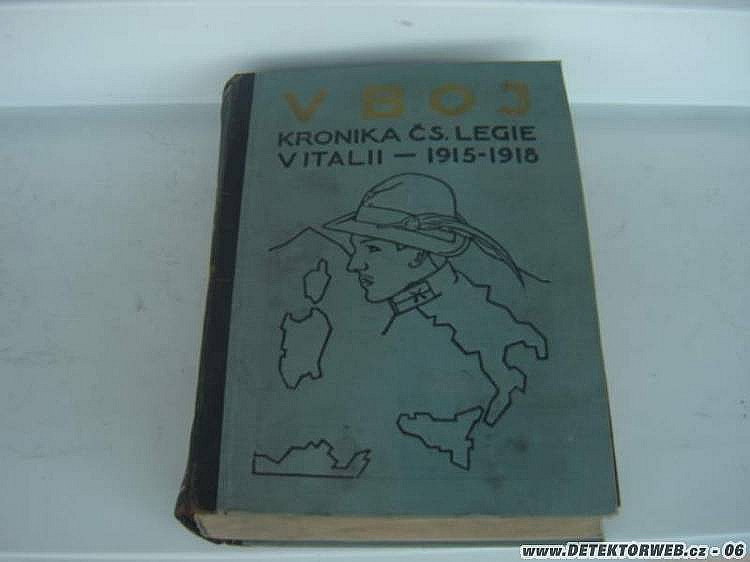 V BOJ
KRONIKA ČS. LEGIE
V ITALII — 1915-1918
www.DETEKTORWEB.cz - 06